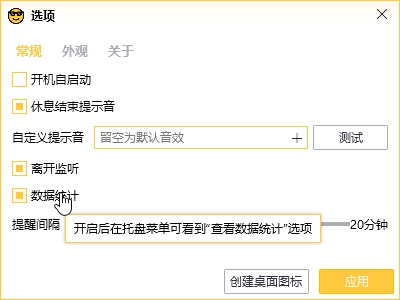 选项
常规 外观 关于
开机自启动
休息结束提示音
自定义提示音 留空为默认音效 测试
离开监听
数据统计
提醒间隔 20分钟
开启后在托盘菜单可看到“查看数据统计”选项
创建桌面图标 应用